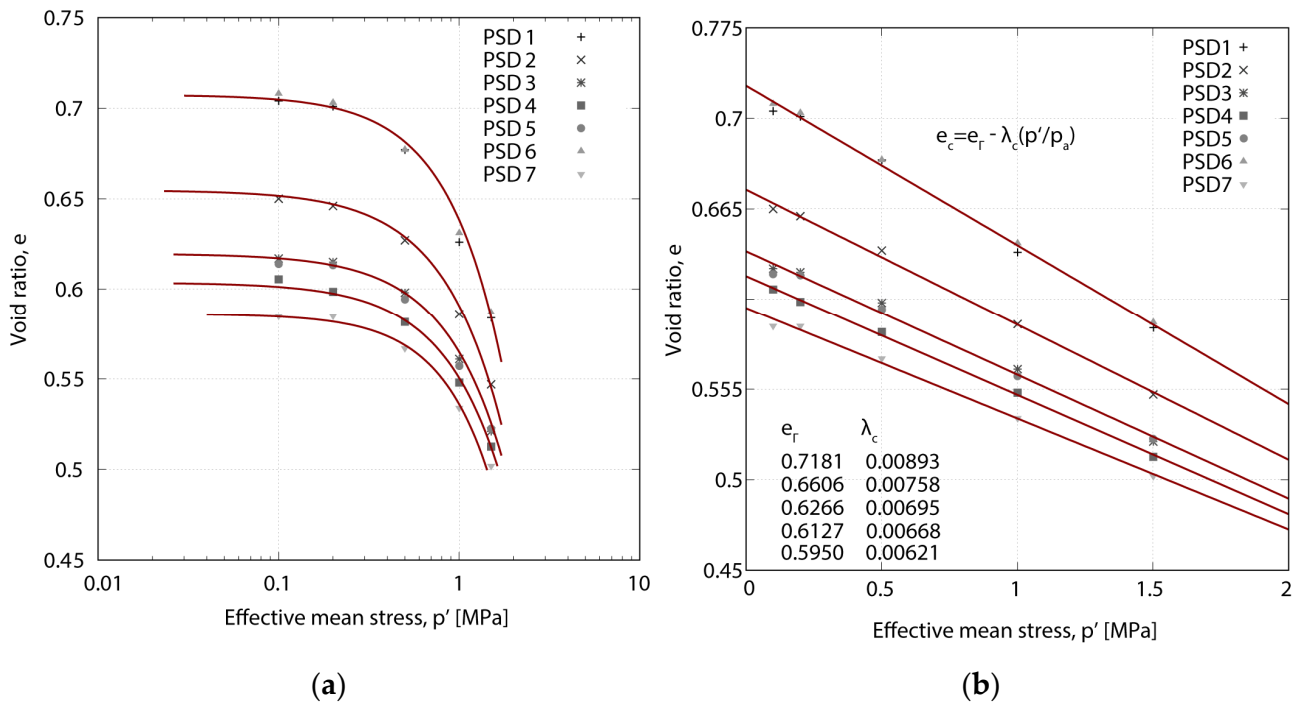 0.75
0.7
0.65
0.6
0.55
0.5
0.45
0.01
0.1
1
10
Void ratio, e
Effective mean stress, p′ [MPa]
PSD 1
PSD 2
PSD 3
PSD 4
PSD 5
PSD 6
PSD 7
(a)
0.775
0.7
0.665
0.555
0.5
0.45
0
0.5
1
1.5
2
Void ratio, e
Effective mean stress, p′ [MPa]
PSD1
PSD2
PSD3
PSD4
PSD5
PSD6
PSD7
e_c=e_Γ - λ_c(p′/p_a)
e_Γ λ_c
0.7181 0.00893
0.6606 0.00758
0.6266 0.00695
0.6127 0.00668
0.5950 0.00621
(b)